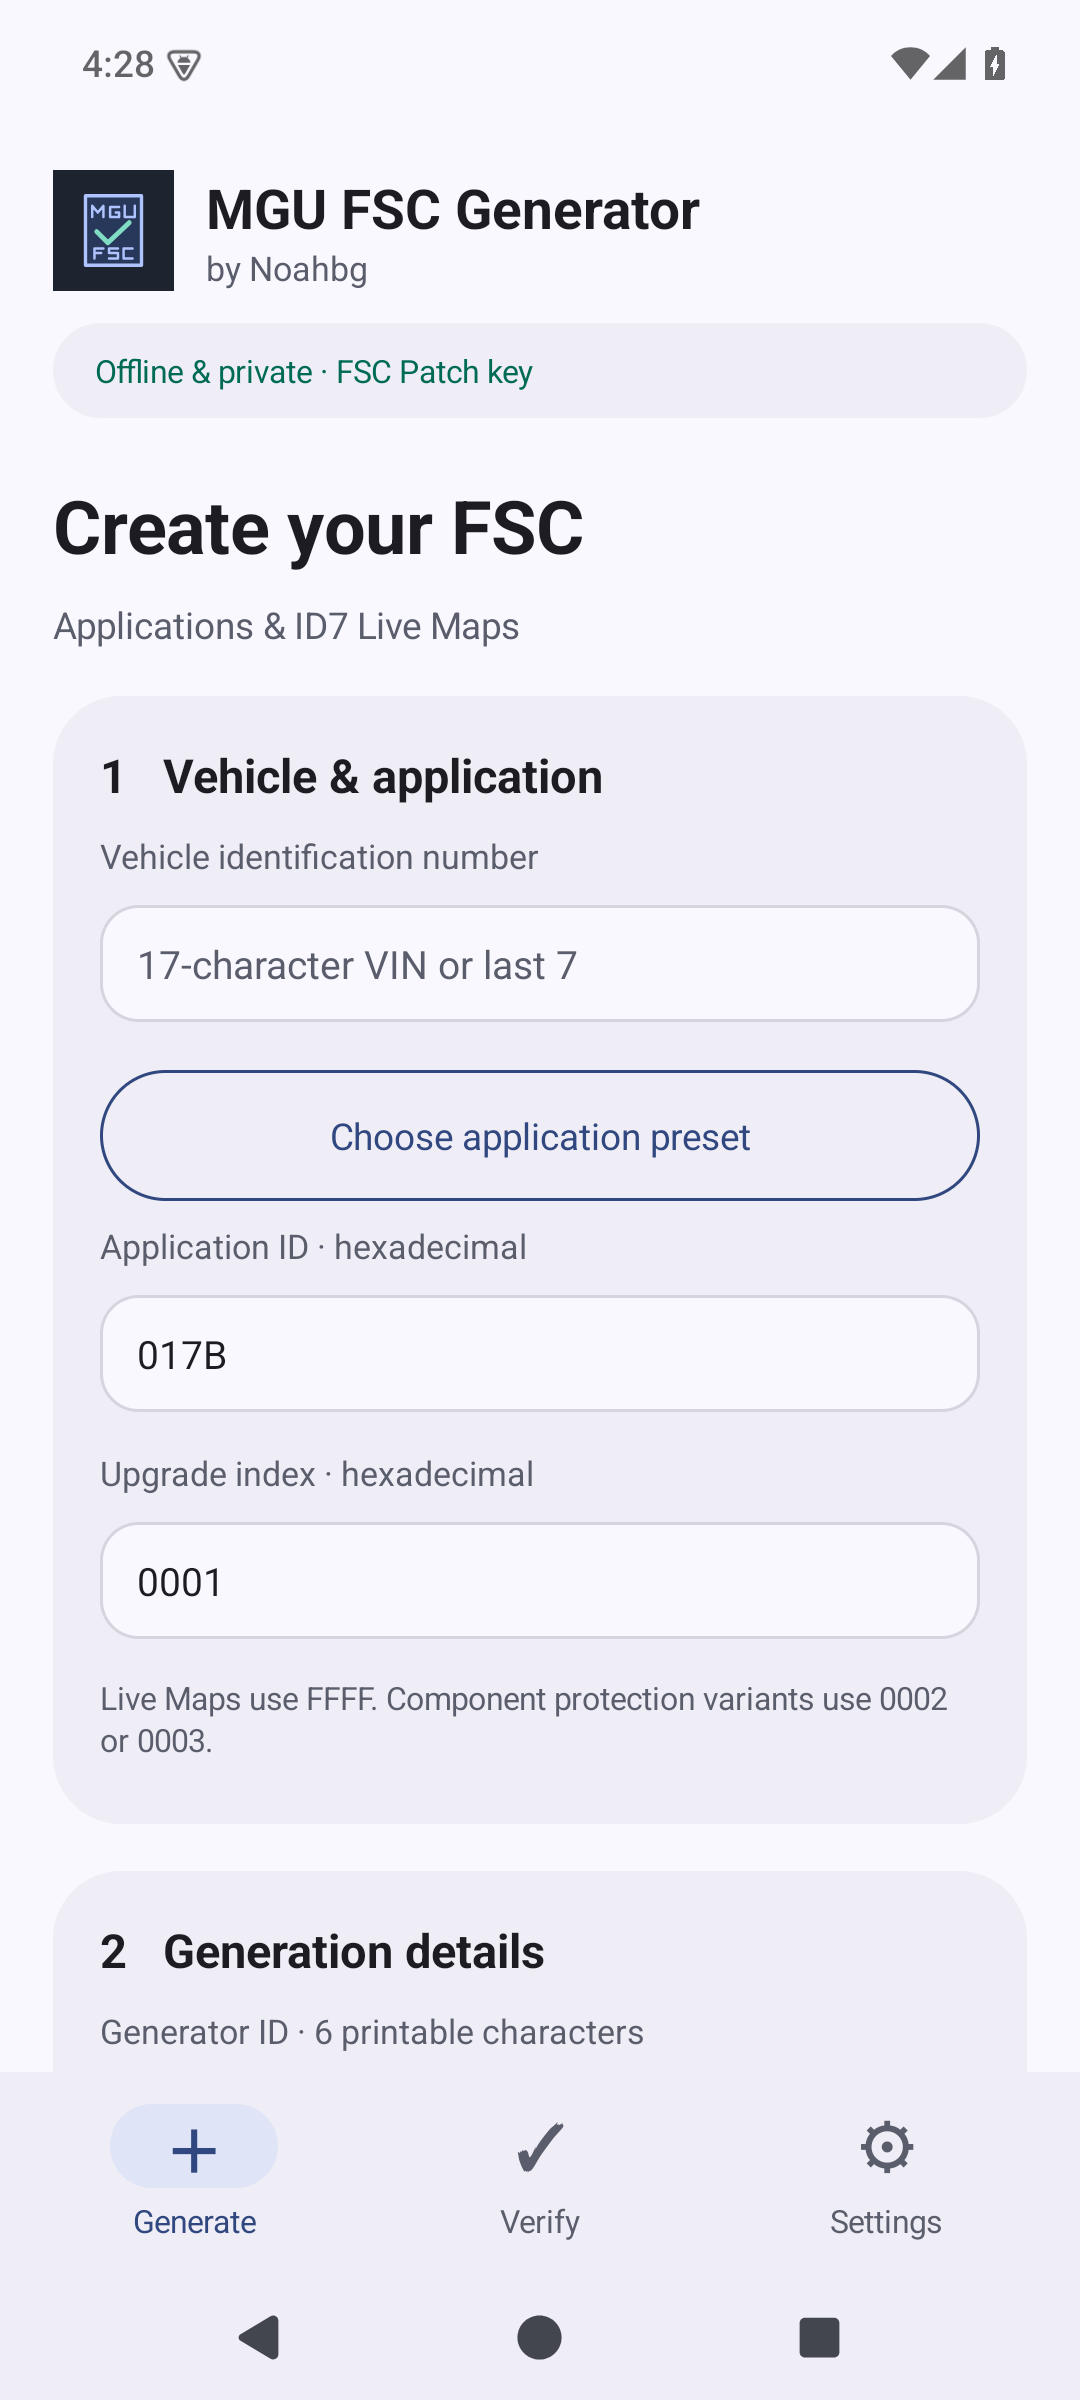 4:28
MGU
FSC
MGU FSC Generator
by Noahbg
Offline & private · FSC Patch key
Create your FSC
Applications & ID7 Live Maps
1 Vehicle & application
Vehicle identification number
17-character VIN or last 7
Choose application preset
Application ID · hexadecimal
017B
Upgrade index · hexadecimal
0001
Live Maps use FFFF. Component protection variants use 0002
or 0003.
2 Generation details
Generator ID · 6 printable characters
Generate
Verify
Settings